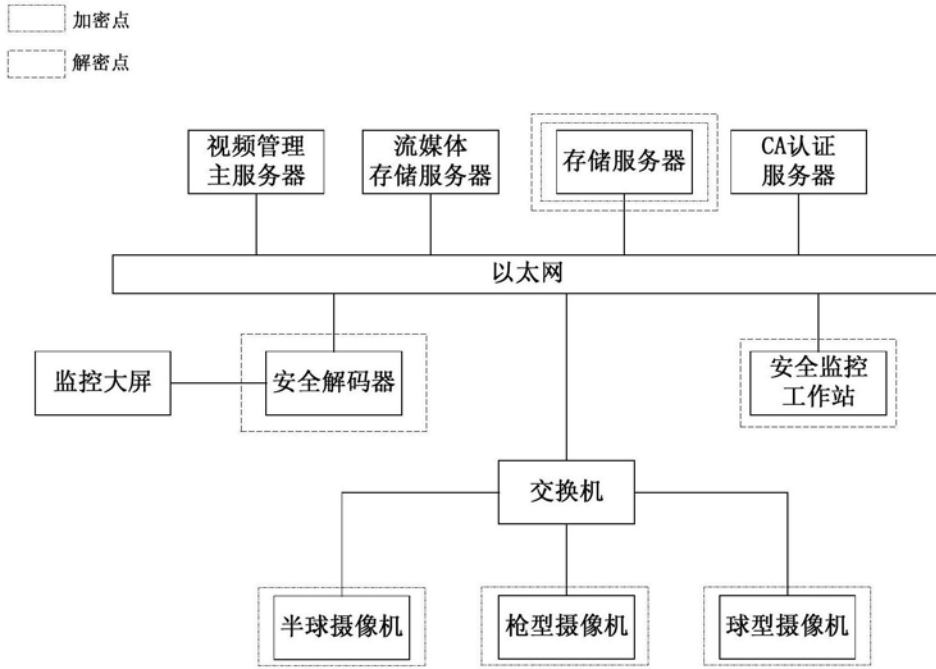 加密点
解密点
视频管理
主服务器
流媒体
存储服务器
存储服务器
CA认证
服务器
以太网
监控大屏
安全解码器
安全监控
工作站
交换机
半球摄像机
枪型摄像机
球型摄像机